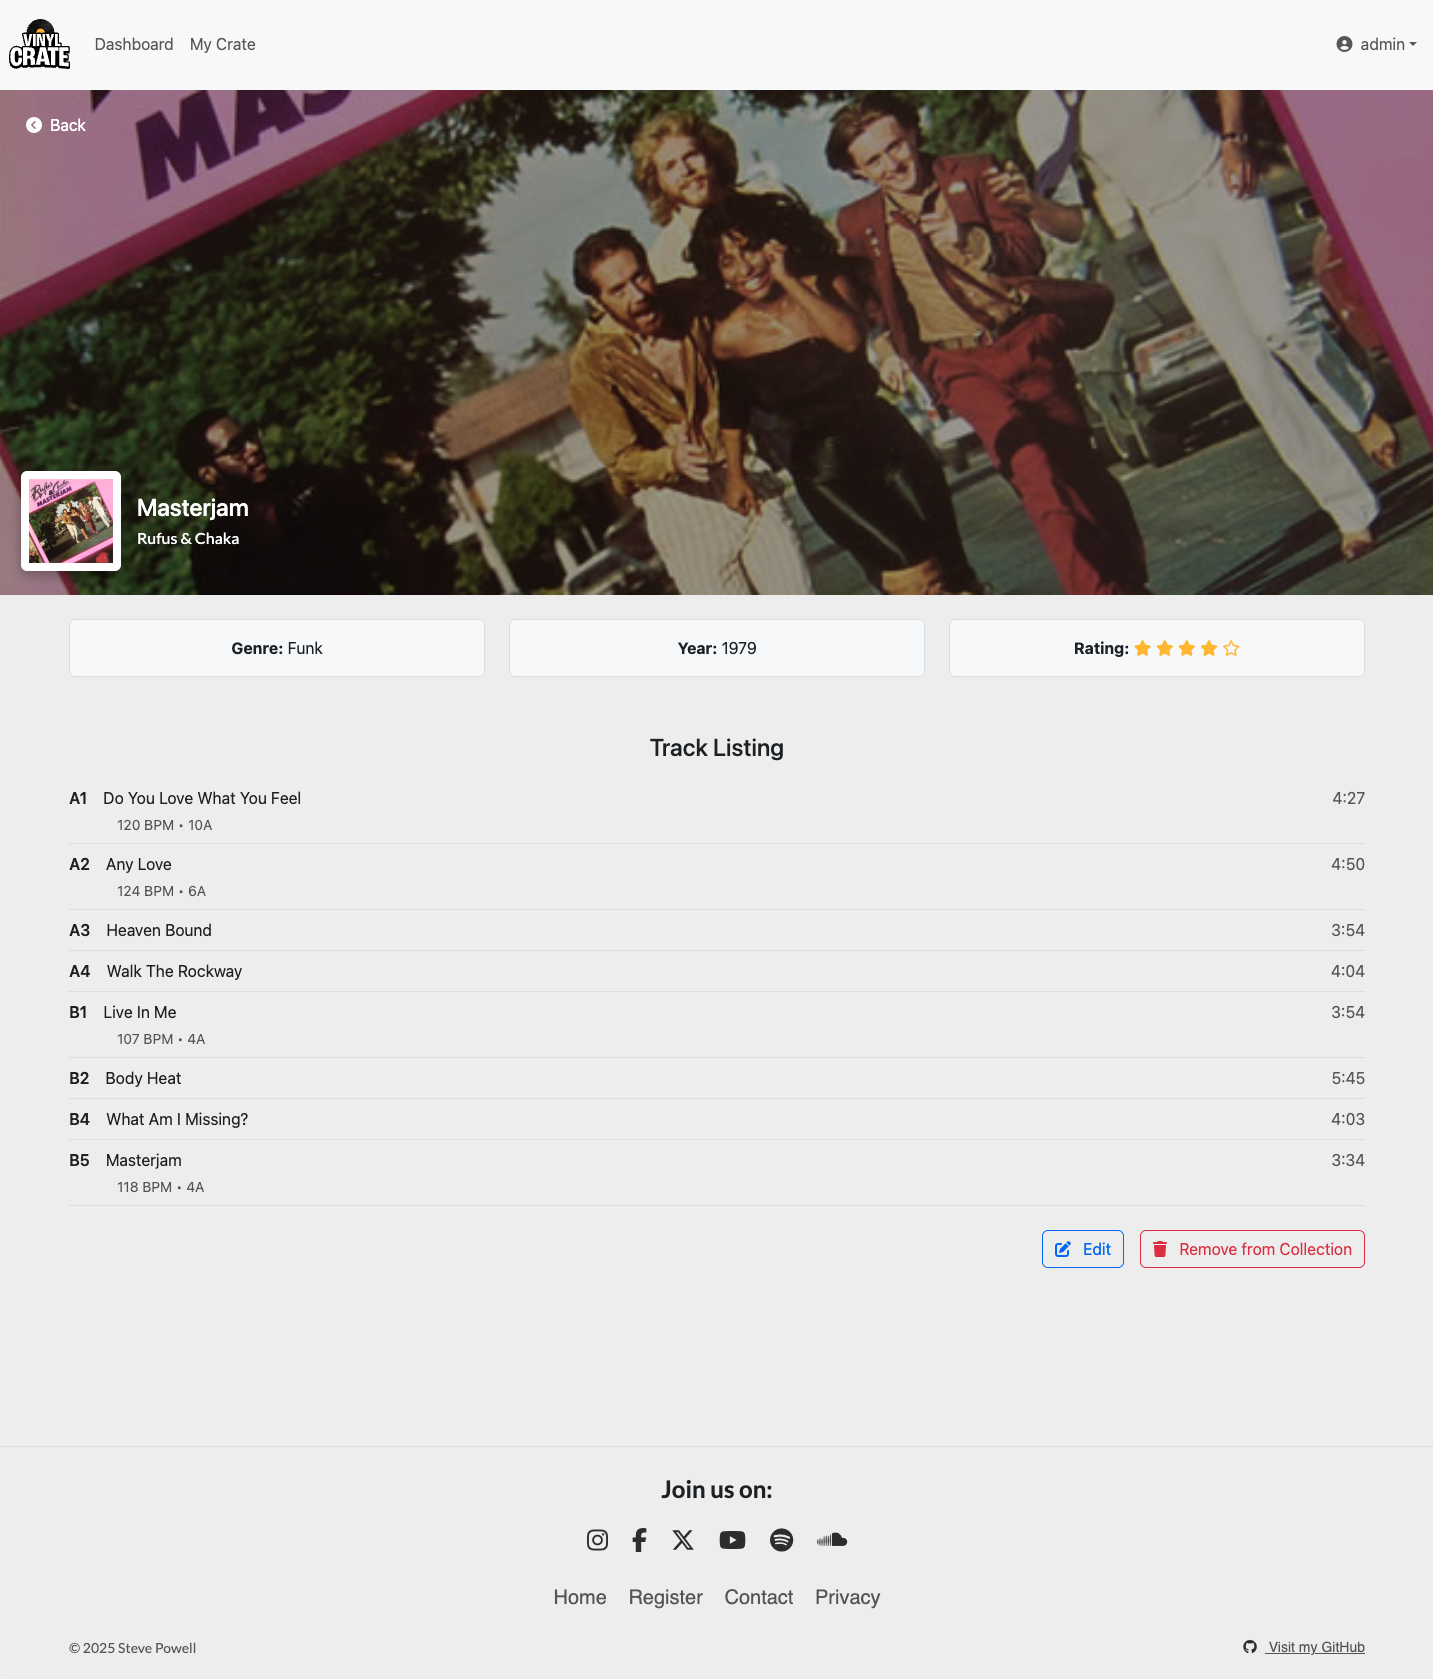 VINYL
CRATE
Dashboard My Crate
admin
Back
MAS
Rufus & Chaka
MASTERJAM
Masterjam
Rufus & Chaka
Genre: Funk
Year: 1979
Rating:
Track Listing
A1 Do You Love What You Feel 4:27
120 BPM • 10A
A2 Any Love 4:50
124 BPM • 6A
A3 Heaven Bound 3:54
A4 Walk The Rockway 4:04
B1 Live In Me 3:54
107 BPM • 4A
B2 Body Heat 5:45
B4 What Am I Missing? 4:03
B5 Masterjam 3:34
118 BPM • 4A
Edit
Remove from Collection
Join us on:
Home Register Contact Privacy
© 2025 Steve Powell
Visit my GitHub